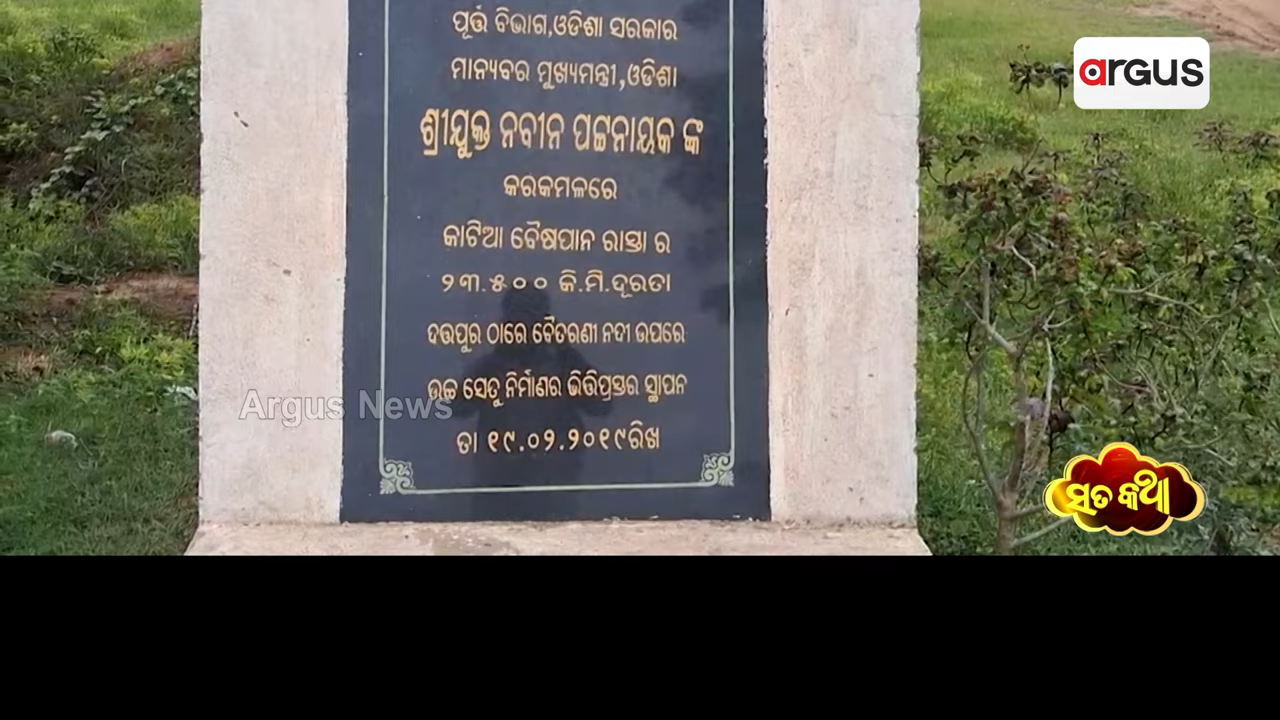 ପୂର୍ତ୍ତ ବିଭାଗ,ଓଡିଶା ସରକାର
ମାନ୍ୟବର ମୁଖ୍ୟମନ୍ତ୍ରୀ,ଓଡିଶା
ଶ୍ରୀଯୁକ୍ତ ନବୀନ ପଟ୍ଟନାୟକ ଙ୍କ
କରକମଳରେ
କାଟିଆ ବୈଷପାନ ରାସ୍ତା ର
୨୩.୫୦୦ କି.ମି.ଦୂରତା
ଦତ୍ତପୁର ଠାରେ ବୈତରଣୀ ନଦୀ ଉପରେ
ଉଚ୍ଚ ସେତୁ ନିର୍ମାଣର ଭିତ୍ତିପ୍ରସ୍ତର ସ୍ଥାପନ
ତା ୧୯.୦୨.୨୦୧୯ରିଖ
argus
Argus News
ସତ କଥା